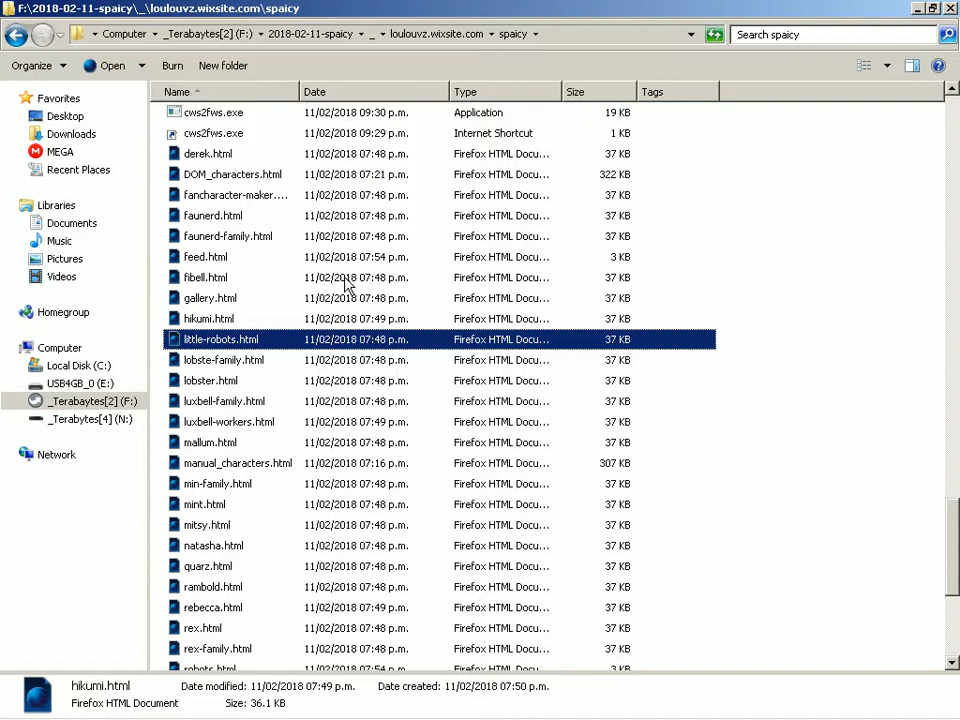 F:\2018-02-11-spaicy\_\loulouvz.wixsite.com\spaicy
Computer _Terabaytes[2] (F:) 2018-02-11-spaicy _ loulouvz.wixsite.com spaicy Search spaicy
Organize Open Burn New folder
Favorites
Desktop
Downloads
MEGA
Recent Places
Libraries
Documents
Music
Pictures
Videos
Homegroup
Computer
Local Disk (C:)
USB4GB_0 (E:)
_Terabaytes[2] (F:)
_Terabytes[4] (N:)
Network
Name Date Type Size Tags
cws2fws.exe 11/02/2018 09:30 p.m. Application 19 KB
cws2fws.exe 11/02/2018 09:29 p.m. Internet Shortcut 1 KB
derek.html 11/02/2018 07:48 p.m. Firefox HTML Docu... 37 KB
DOM_characters.html 11/02/2018 07:21 p.m. Firefox HTML Docu... 322 KB
fancharacter-maker.... 11/02/2018 07:48 p.m. Firefox HTML Docu... 37 KB
faunerd.html 11/02/2018 07:48 p.m. Firefox HTML Docu... 37 KB
faunerd-family.html 11/02/2018 07:48 p.m. Firefox HTML Docu... 37 KB
feed.html 11/02/2018 07:54 p.m. Firefox HTML Docu... 3 KB
fibell.html 11/02/2018 07:48 p.m. Firefox HTML Docu... 37 KB
gallery.html 11/02/2018 07:48 p.m. Firefox HTML Docu... 37 KB
hikumi.html 11/02/2018 07:49 p.m. Firefox HTML Docu... 37 KB
little-robots.html 11/02/2018 07:48 p.m. Firefox HTML Docu... 37 KB
lobste-family.html 11/02/2018 07:48 p.m. Firefox HTML Docu... 37 KB
lobster.html 11/02/2018 07:48 p.m. Firefox HTML Docu... 37 KB
luxbell-family.html 11/02/2018 07:48 p.m. Firefox HTML Docu... 37 KB
luxbell-workers.html 11/02/2018 07:49 p.m. Firefox HTML Docu... 37 KB
mallum.html 11/02/2018 07:48 p.m. Firefox HTML Docu... 37 KB
manual_characters.html 11/02/2018 07:16 p.m. Firefox HTML Docu... 307 KB
min-family.html 11/02/2018 07:48 p.m. Firefox HTML Docu... 37 KB
mint.html 11/02/2018 07:48 p.m. Firefox HTML Docu... 37 KB
mitsy.html 11/02/2018 07:48 p.m. Firefox HTML Docu... 37 KB
natasha.html 11/02/2018 07:48 p.m. Firefox HTML Docu... 37 KB
quarz.html 11/02/2018 07:48 p.m. Firefox HTML Docu... 37 KB
rambold.html 11/02/2018 07:48 p.m. Firefox HTML Docu... 37 KB
rebecca.html 11/02/2018 07:49 p.m. Firefox HTML Docu... 37 KB
rex.html 11/02/2018 07:48 p.m. Firefox HTML Docu... 37 KB
rex-family.html 11/02/2018 07:48 p.m. Firefox HTML Docu... 37 KB
robots.html 11/02/2018 07:54 p.m. Firefox HTML Docu... 3 KB
hikumi.html Date modified: 11/02/2018 07:49 p.m. Date created: 11/02/2018 07:50 p.m.
Firefox HTML Document Size: 36.1 KB